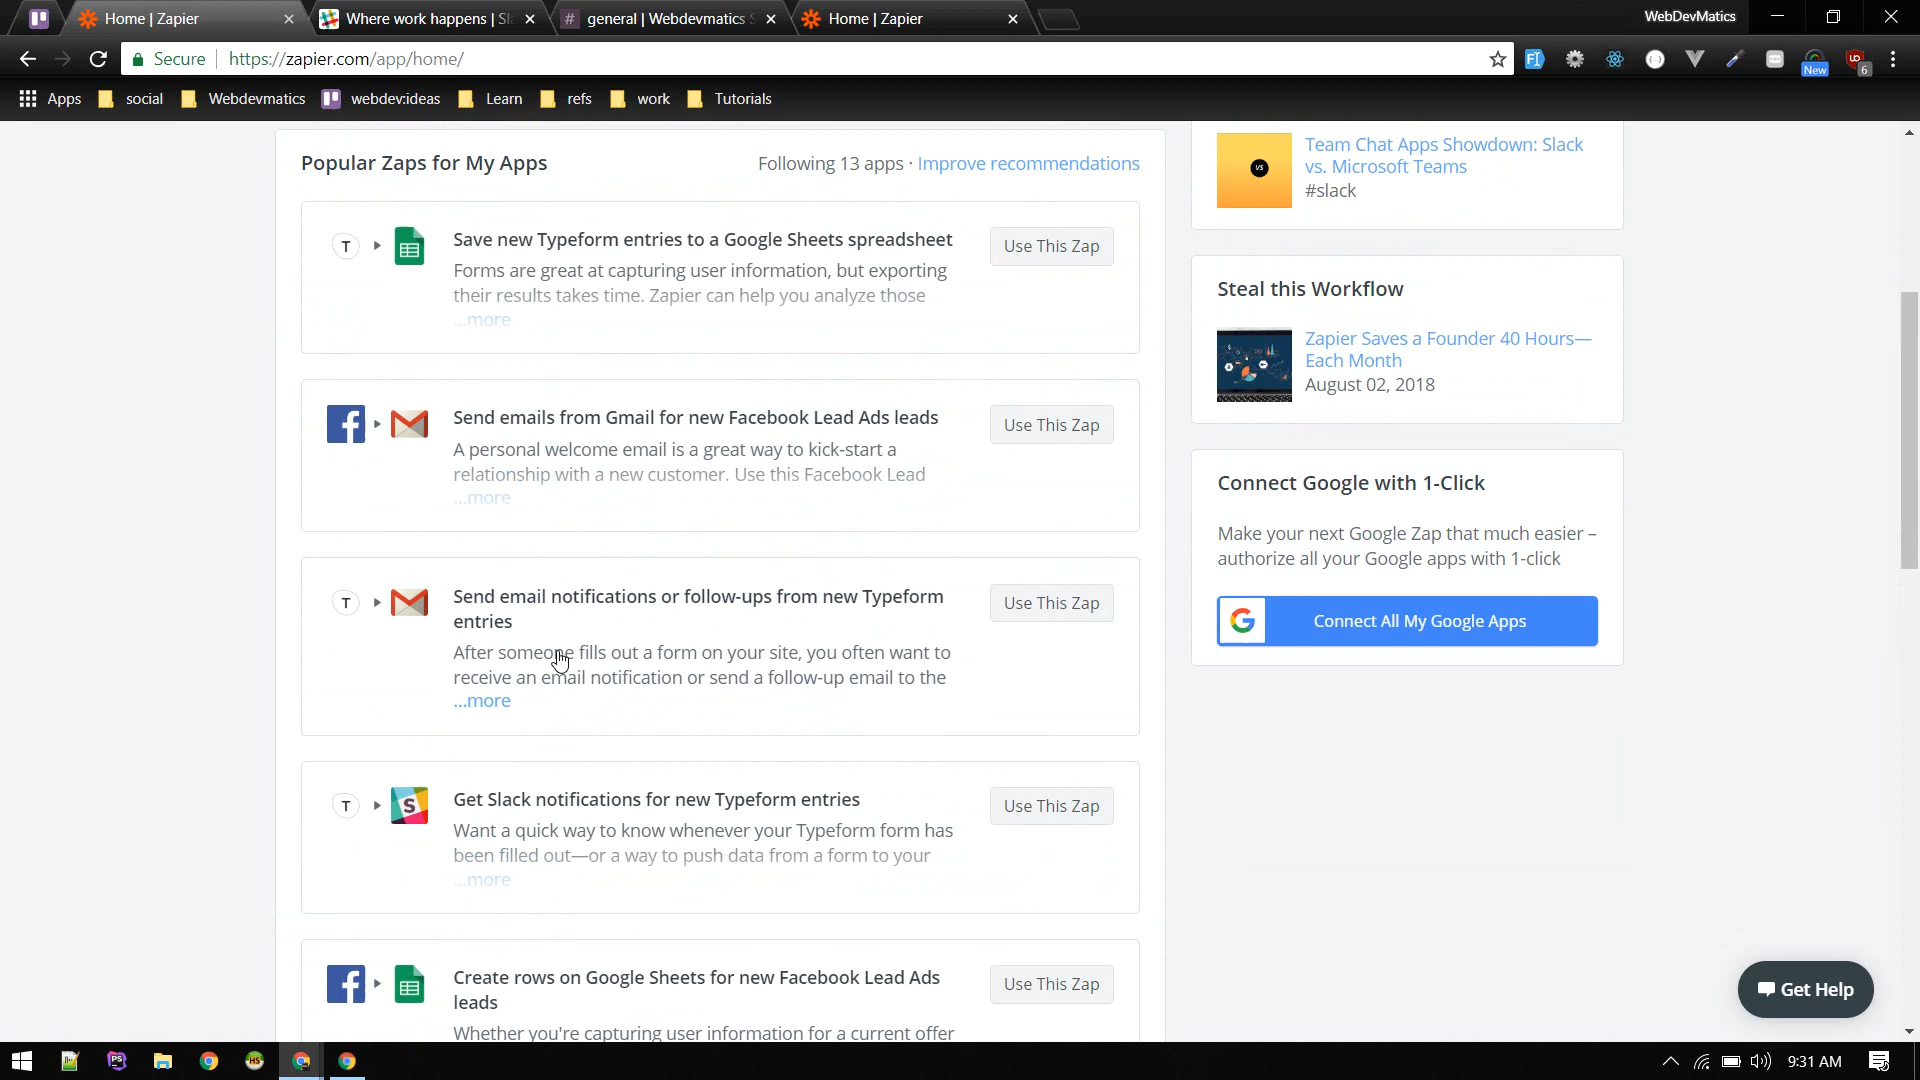 Home | Zapier
Where work happens | Sl
# general | Webdevmatics S
Home | Zapier
WebDevMatics
Secure
https://zapier.com/app/home/
New
6
Apps
social
Webdevmatics
webdev:ideas
Learn
refs
work
Tutorials
Popular Zaps for My Apps
Following 13 apps · Improve recommendations
T
Save new Typeform entries to a Google Sheets spreadsheet
Forms are great at capturing user information, but exporting
their results takes time. Zapier can help you analyze those
...more
Use This Zap
Send emails from Gmail for new Facebook Lead Ads leads
A personal welcome email is a great way to kick-start a
relationship with a new customer. Use this Facebook Lead
...more
Use This Zap
T
Send email notifications or follow-ups from new Typeform
entries
After someone fills out a form on your site, you often want to
receive an email notification or send a follow-up email to the
...more
Use This Zap
T
Get Slack notifications for new Typeform entries
Want a quick way to know whenever your Typeform form has
been filled out—or a way to push data from a form to your
...more
Use This Zap
Create rows on Google Sheets for new Facebook Lead Ads
leads
Whether you're capturing user information for a current offer
Use This Zap
VS
Team Chat Apps Showdown: Slack
vs. Microsoft Teams
#slack
Steal this Workflow
Zapier Saves a Founder 40 Hours—
Each Month
August 02, 2018
Connect Google with 1-Click
Make your next Google Zap that much easier –
authorize all your Google apps with 1-click
Connect All My Google Apps
Get Help
9:31 AM